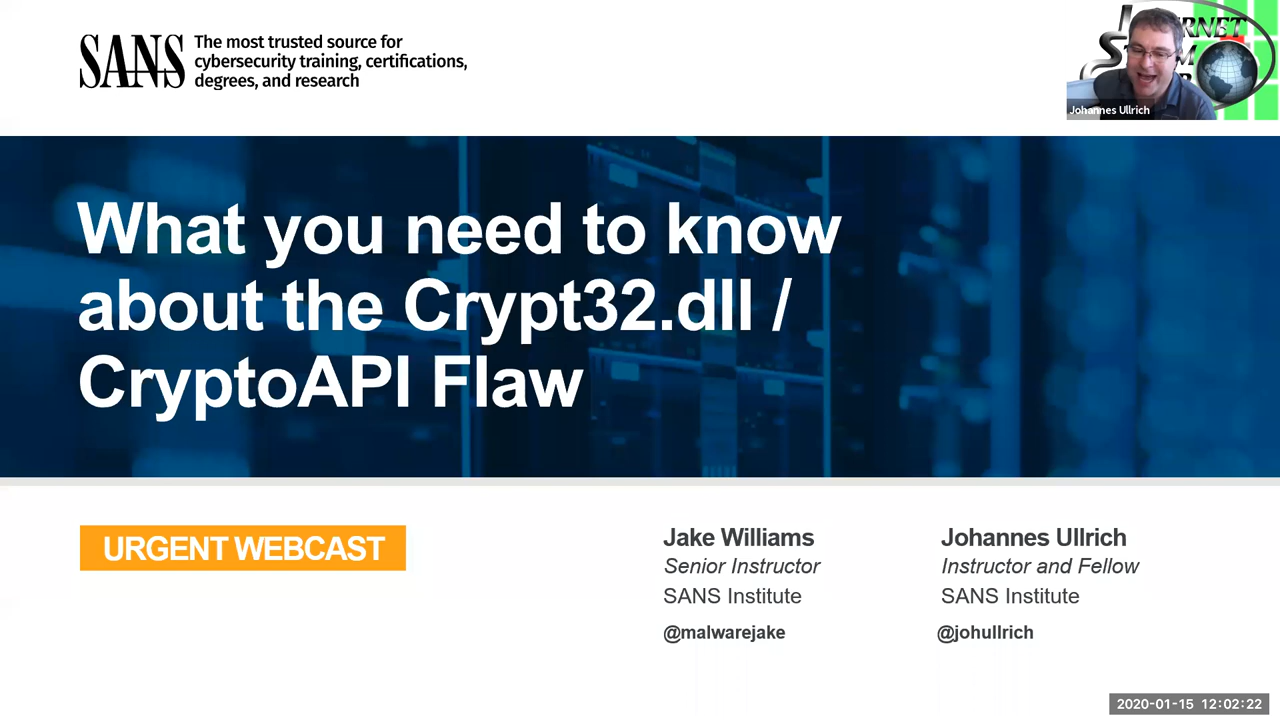 SANS
The most trusted source for
cybersecurity training, certifications,
degrees, and research
Johannes Ullrich
What you need to know
about the Crypt32.dll /
CryptoAPI Flaw
URGENT WEBCAST
Jake Williams
Senior Instructor
SANS Institute
@malwarejake
Johannes Ullrich
Instructor and Fellow
SANS Institute
@johullrich
2020-01-15 12:02:22